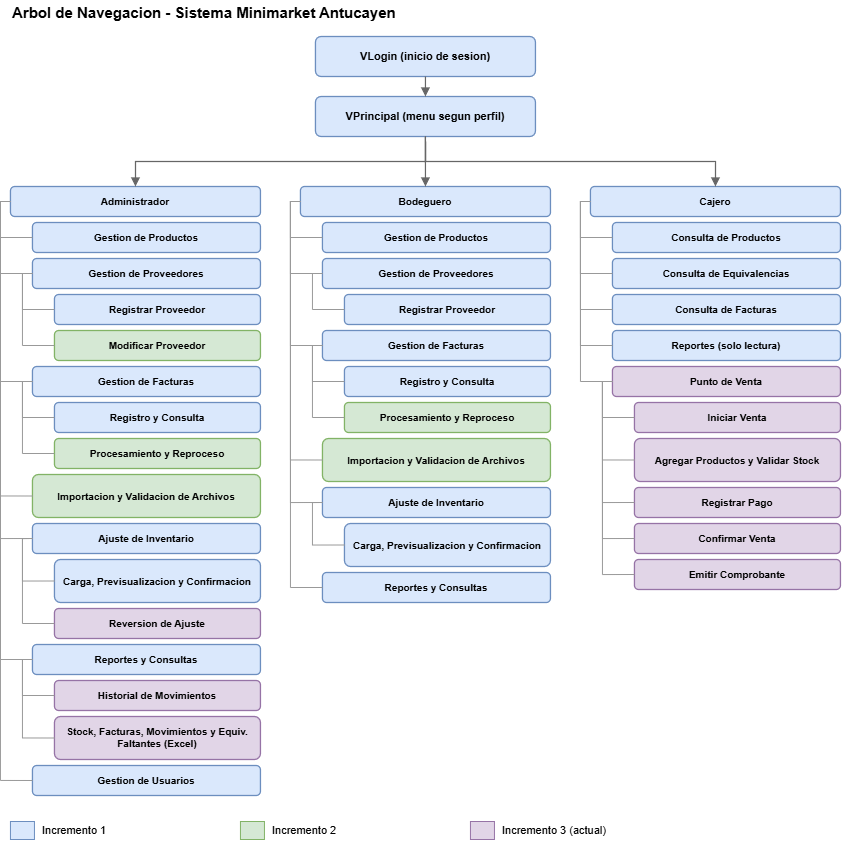 Arbol de Navegacion - Sistema Minimarket Antucayen
VLogin (inicio de sesion)
VPrincipal (menu segun perfil)
Administrador
Gestion de Productos
Gestion de Proveedores
Registrar Proveedor
Modificar Proveedor
Gestion de Facturas
Registro y Consulta
Procesamiento y Reproceso
Importacion y Validacion de Archivos
Ajuste de Inventario
Carga, Previsualizacion y Confirmacion
Reversion de Ajuste
Reportes y Consultas
Historial de Movimientos
Stock, Facturas, Movimientos y Equiv.
Faltantes (Excel)
Gestion de Usuarios
Bodeguero
Gestion de Productos
Gestion de Proveedores
Registrar Proveedor
Gestion de Facturas
Registro y Consulta
Procesamiento y Reproceso
Importacion y Validacion de Archivos
Ajuste de Inventario
Carga, Previsualizacion y Confirmacion
Reportes y Consultas
Cajero
Consulta de Productos
Consulta de Equivalencias
Consulta de Facturas
Reportes (solo lectura)
Punto de Venta
Iniciar Venta
Agregar Productos y Validar Stock
Registrar Pago
Confirmar Venta
Emitir Comprobante
Incremento 1
Incremento 2
Incremento 3 (actual)